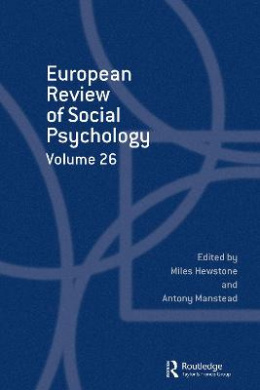 European
Review
of Social
Psychology
Volume 26
Edited by
Miles Hewstone
and
Antony Manstead
Routledge
Taylor & Francis Group